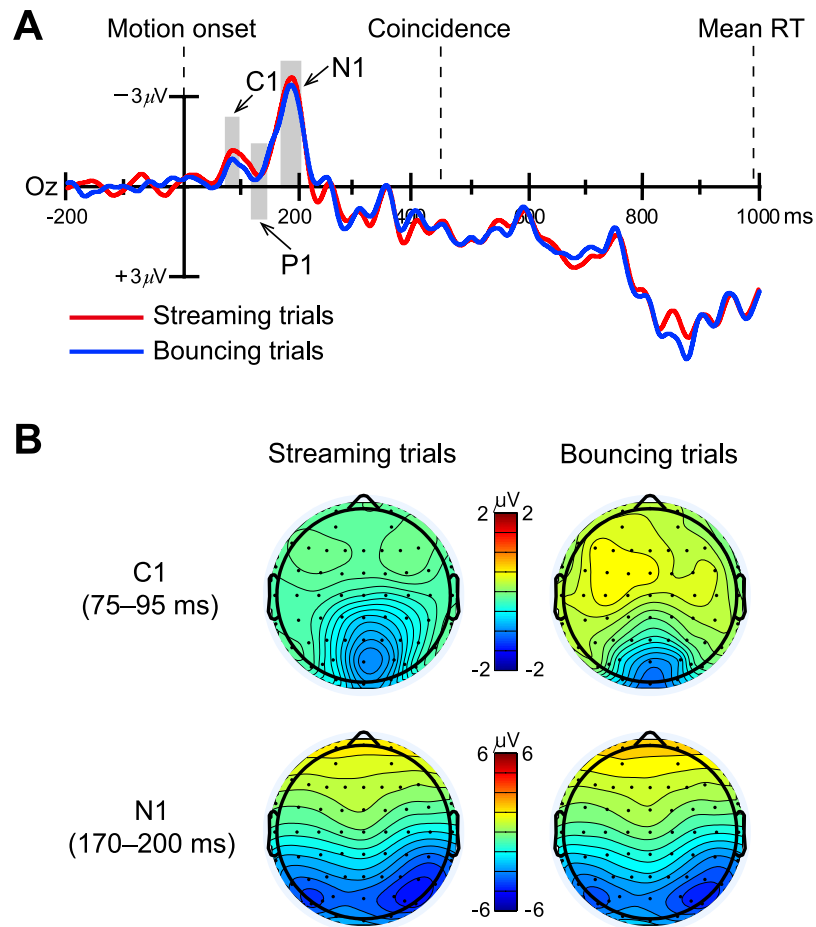 A
Motion onset
Coincidence
Mean RT
C1
N1
−3μV
Oz
-200
200
400
600
800
1000 ms
P1
+3μV
Streaming trials
Bouncing trials
B
Streaming trials
Bouncing trials
μV
2 2
-2 -2
C1
(75–95 ms)
μV
6 6
-6 -6
N1
(170–200 ms)